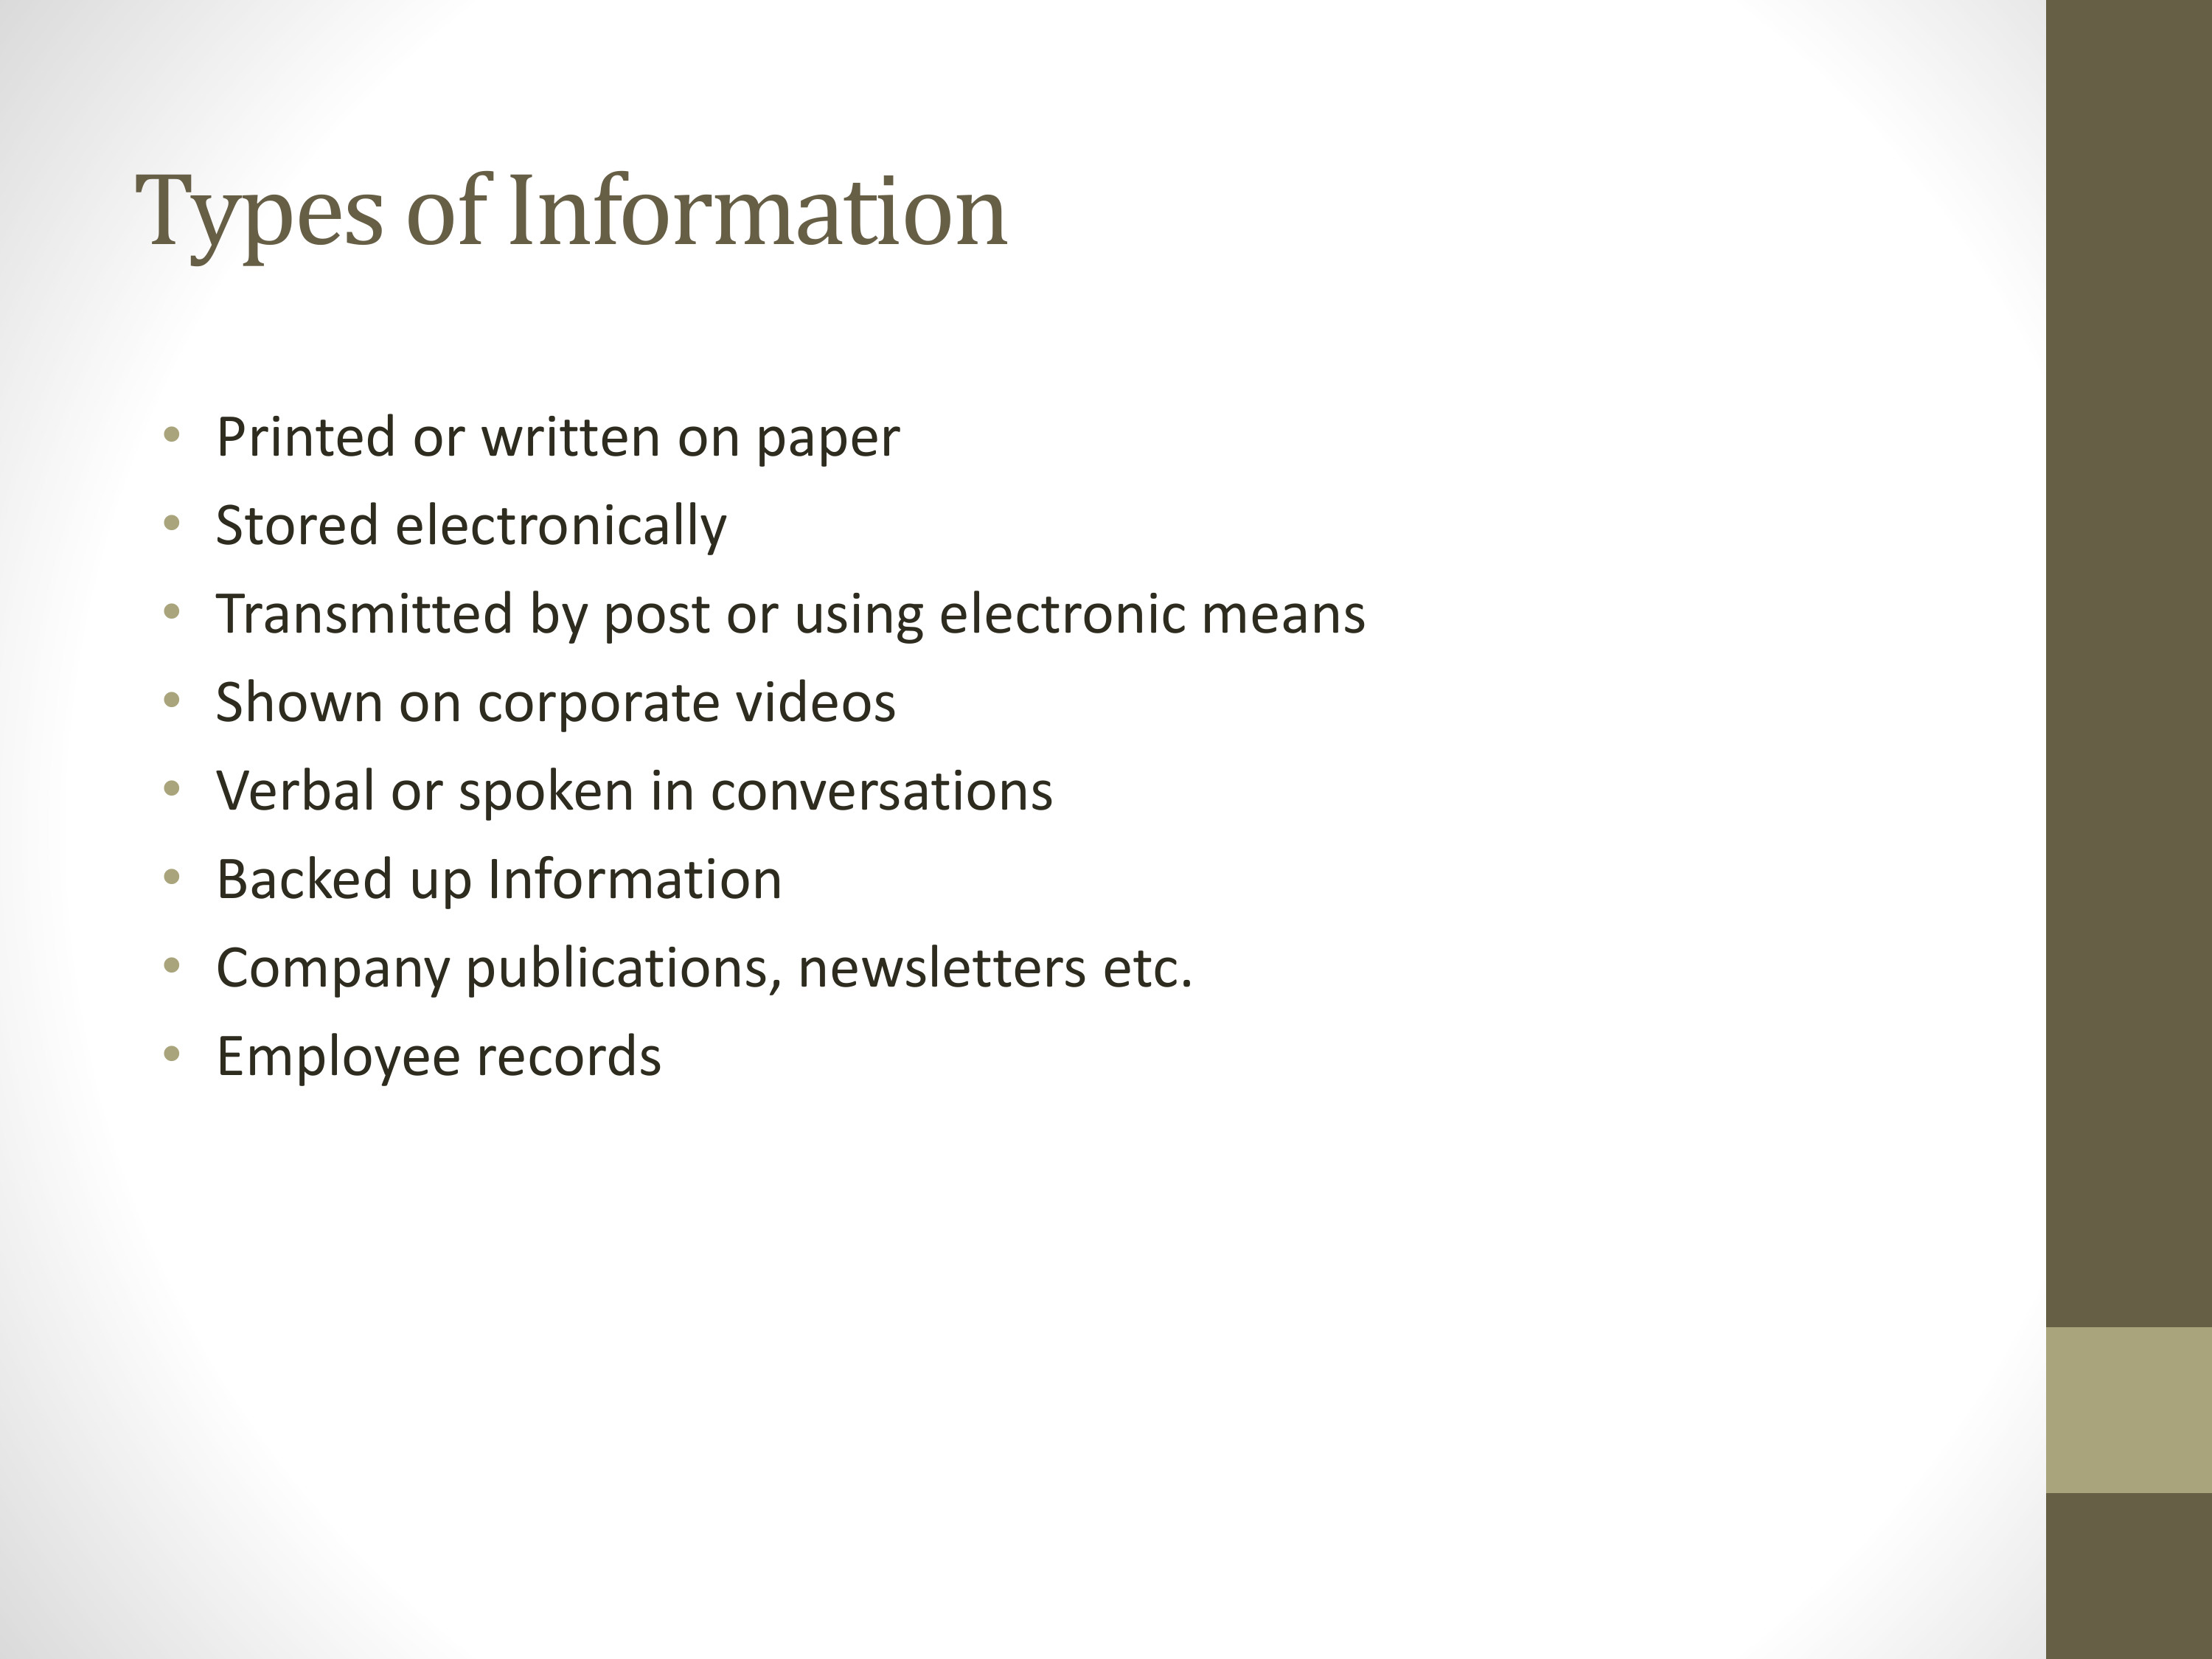 Types of Information
• Printed or written on paper
• Stored electronically
• Transmitted by post or using electronic means
• Shown on corporate videos
• Verbal or spoken in conversations
• Backed up Information
• Company publications, newsletters etc.
• Employee records